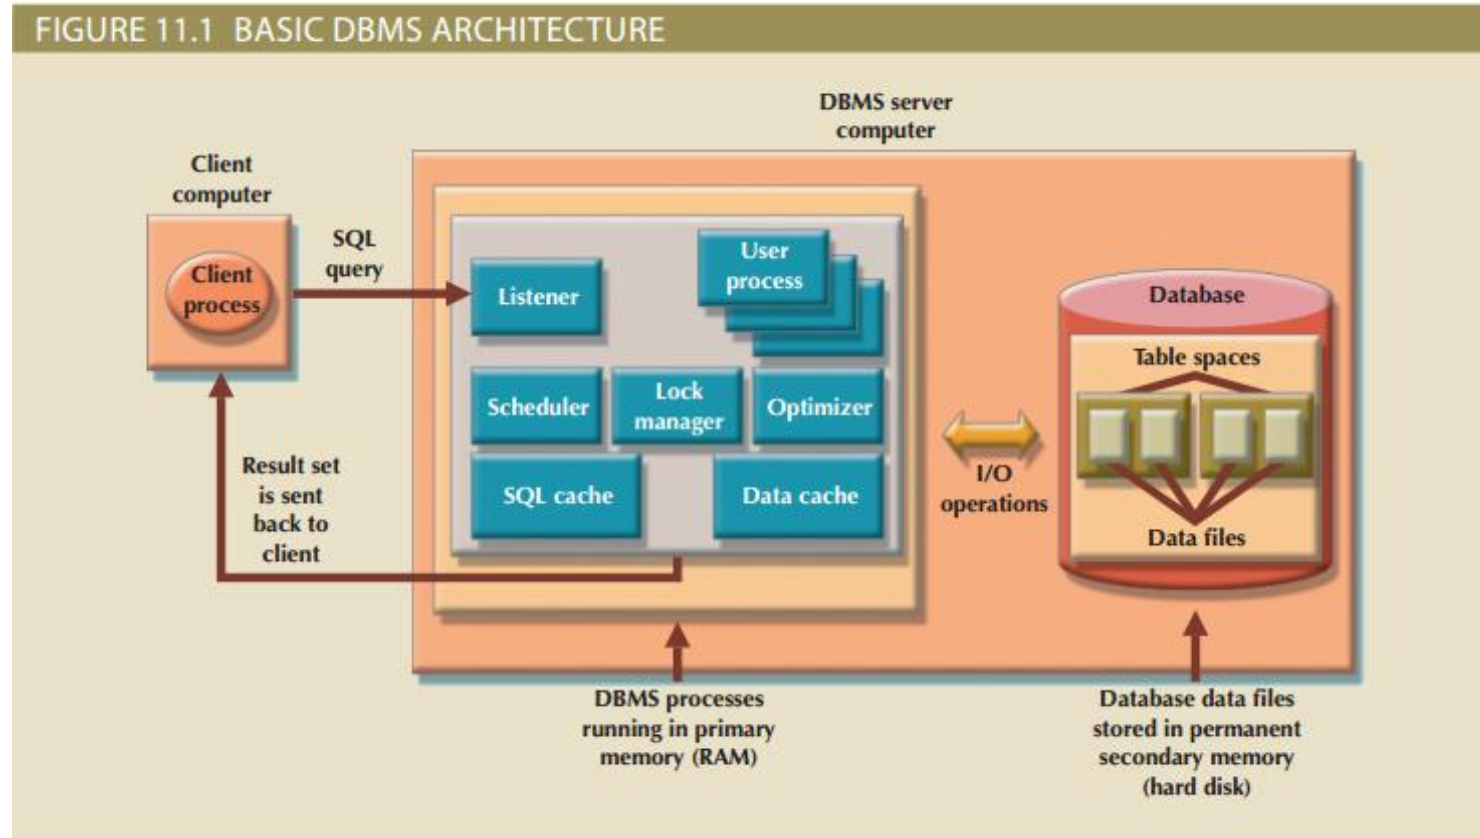 FIGURE 11.1 BASIC DBMS ARCHITECTURE
DBMS server
computer
Client
computer
Client
process
SQL
query
Listener
User
process
Scheduler
Lock
manager
Optimizer
SQL cache
Data cache
Result set
is sent
back to
client
I/O
operations
Database
Table spaces
Data files
DBMS processes
running in primary
memory (RAM)
Database data files
stored in permanent
secondary memory
(hard disk)